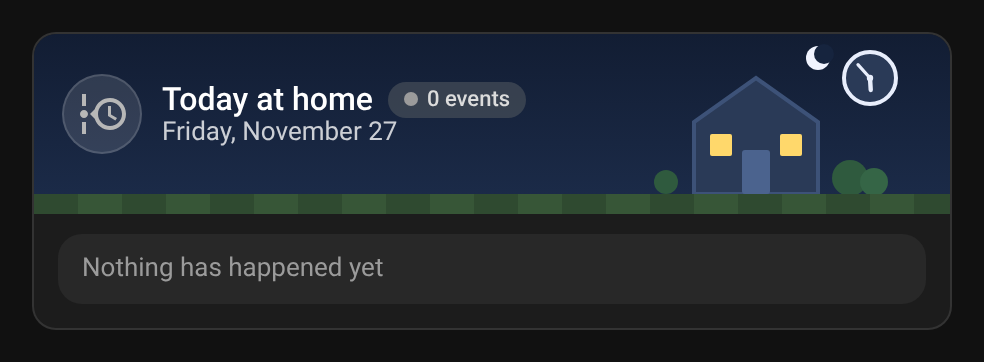 Today at home
0 events
Friday, November 27
Nothing has happened yet